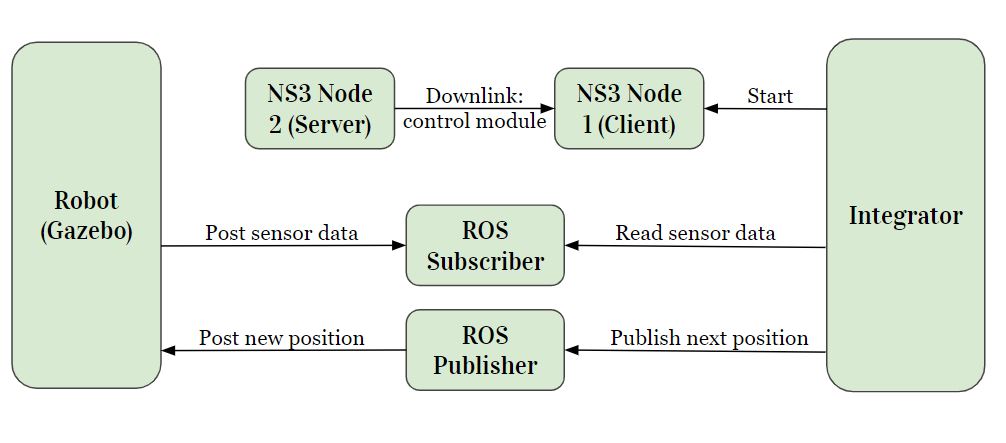 NS3 Node
2 (Server)
Downlink:
control module
NS3 Node
1 (Client)
Start
Robot
(Gazebo)
Integrator
Post sensor data
ROS
Subscriber
Read sensor data
Post new position
ROS
Publisher
Publish next position